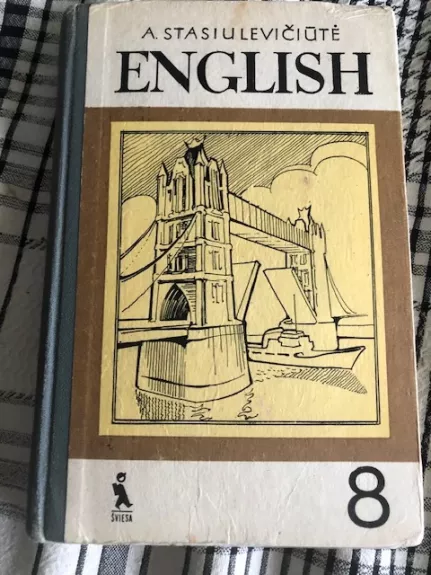 A. STASIULEVIČIŪTĖ
ENGLISH
ŠVIESA
8